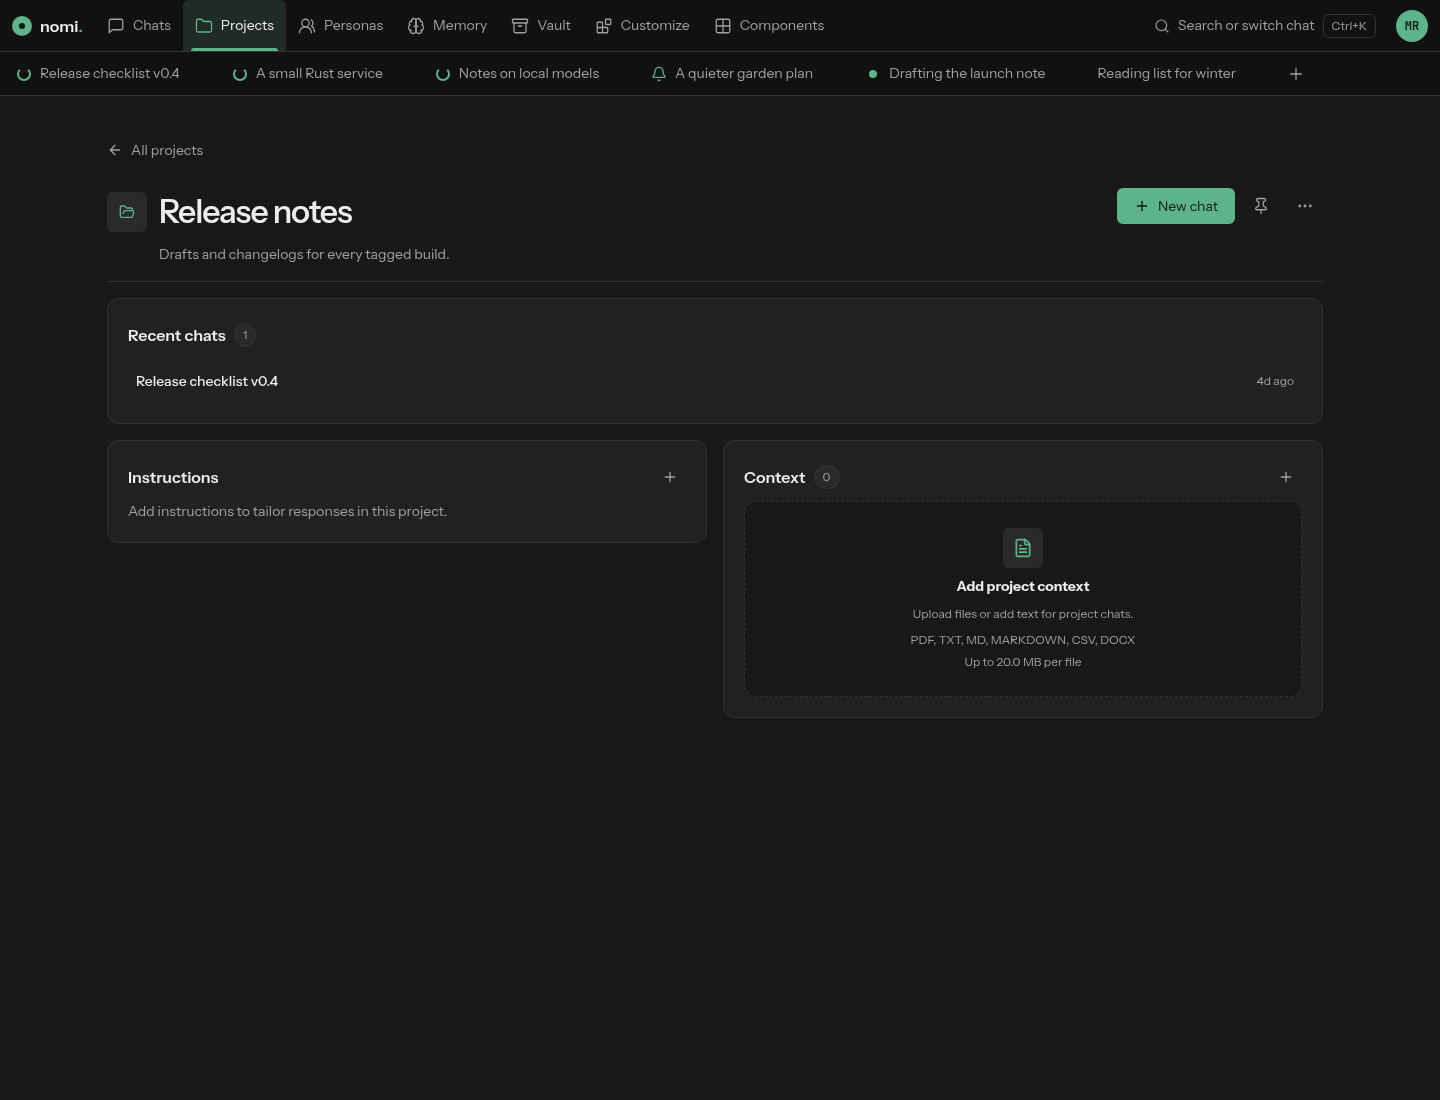 nomi.
Chats
Projects
Personas
Memory
Vault
Customize
Components
Search or switch chat
Ctrl+K
MR
Release checklist v0.4
A small Rust service
Notes on local models
A quieter garden plan
Drafting the launch note
Reading list for winter
All projects
Release notes
New chat
Drafts and changelogs for every tagged build.
Recent chats 1
Release checklist v0.4
4d ago
Instructions
Add instructions to tailor responses in this project.
Context 0
Add project context
Upload files or add text for project chats.
PDF, TXT, MD, MARKDOWN, CSV, DOCX
Up to 20.0 MB per file